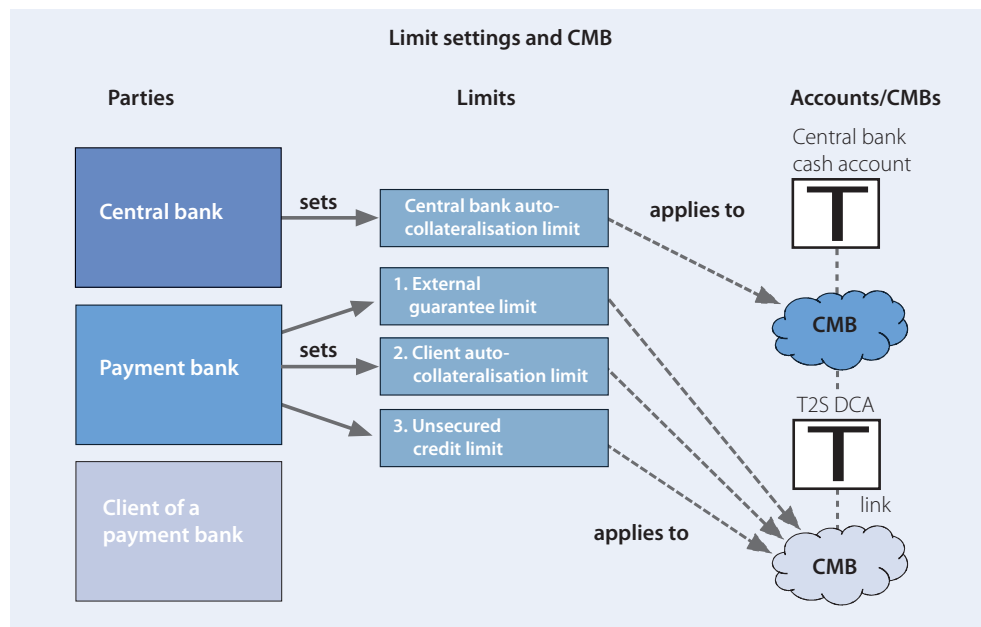 Limit settings and CMB
Parties
Limits
Accounts/CMBs
Central bank
cash account
T
Central bank
sets
Central bank auto-
collateralisation limit
applies to
CMB
Payment bank
sets
1. External
guarantee limit
2. Client auto-
collateralisation limit
3. Unsecured
credit limit
T2S DCA
T
link
Client of a
payment bank
applies to
CMB